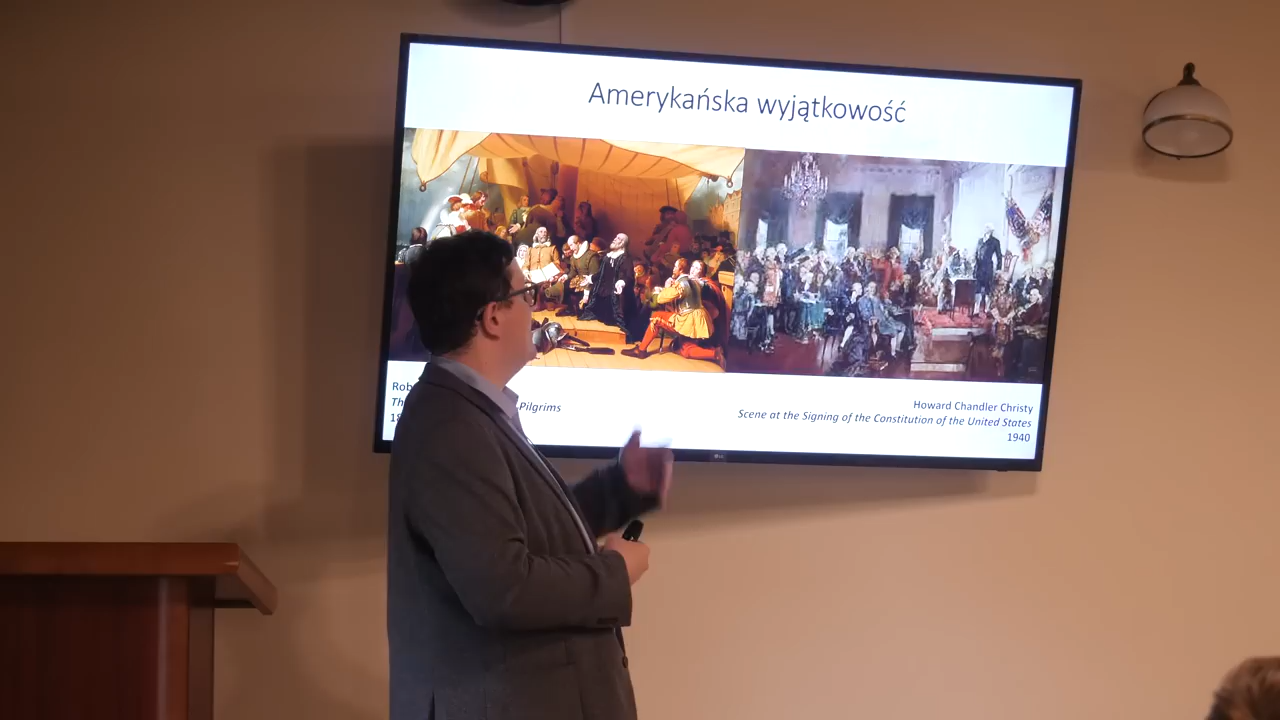 Amerykańska wyjątkowość
Rob
Th Pilgrims
18
Howard Chandler Christy
Scene at the Signing of the Constitution of the United States
1940
LG